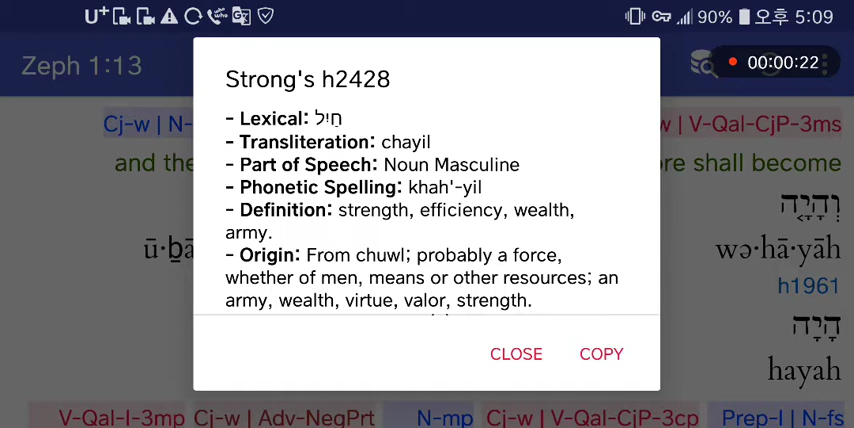 U+ 90% 오후 5:09
Zeph 1:13 00:00:22
Strong's h2428
- Lexical: חַיִל
- Transliteration: chayil
- Part of Speech: Noun Masculine
- Phonetic Spelling: khah'-yil
- Definition: strength, efficiency, wealth,
army.
- Origin: From chuwl; probably a force,
whether of men, means or other resources; an
army, wealth, virtue, valor, strength.
CLOSE COPY
Cj-w | N- w | V-Qal-CjP-3ms
and the re shall become
וְהָיָ֤ה
ū·ḇā wə·hā·yāh
h1961
הָיָה
hayah
V-Qal-I-3mp Cj-w | Adv-NegPrt N-mp Cj-w | V-Qal-CjP-3cp Prep-l | N-fs